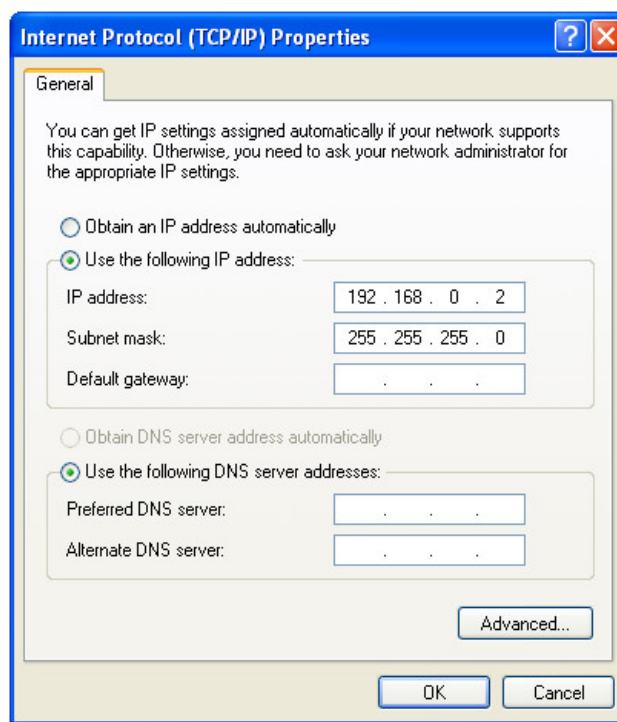 Internet Protocol (TCP/IP) Properties
General
You can get IP settings assigned automatically if your network supports
this capability. Otherwise, you need to ask your network administrator for
the appropriate IP settings.
Obtain an IP address automatically
Use the following IP address:
IP address: 192 . 168 . 0 . 2
Subnet mask: 255 . 255 . 255 . 0
Default gateway: . . .
Obtain DNS server address automatically
Use the following DNS server addresses:
Preferred DNS server: . . .
Alternate DNS server: . . .
Advanced...
OK Cancel